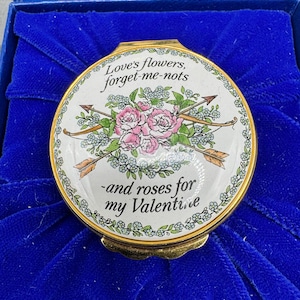 Love's flowers,
forget-me-nots
-and roses for
my Valentine